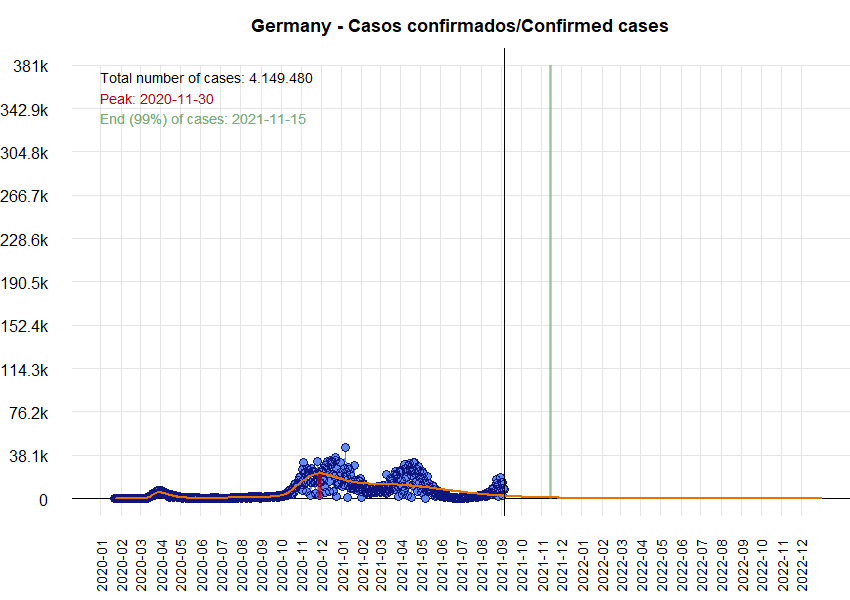 Germany - Casos confirmados/Confirmed cases
Total number of cases: 4.149.480
Peak: 2020-11-30
End (99%) of cases: 2021-11-15
381k
342.9k
304.8k
266.7k
228.6k
190.5k
152.4k
114.3k
76.2k
38.1k
0
2020-01
2020-02
2020-03
2020-04
2020-05
2020-06
2020-07
2020-08
2020-09
2020-10
2020-11
2020-12
2021-01
2021-02
2021-03
2021-04
2021-05
2021-06
2021-07
2021-08
2021-09
2021-10
2021-11
2021-12
2022-01
2022-02
2022-03
2022-04
2022-05
2022-06
2022-07
2022-08
2022-09
2022-10
2022-11
2022-12